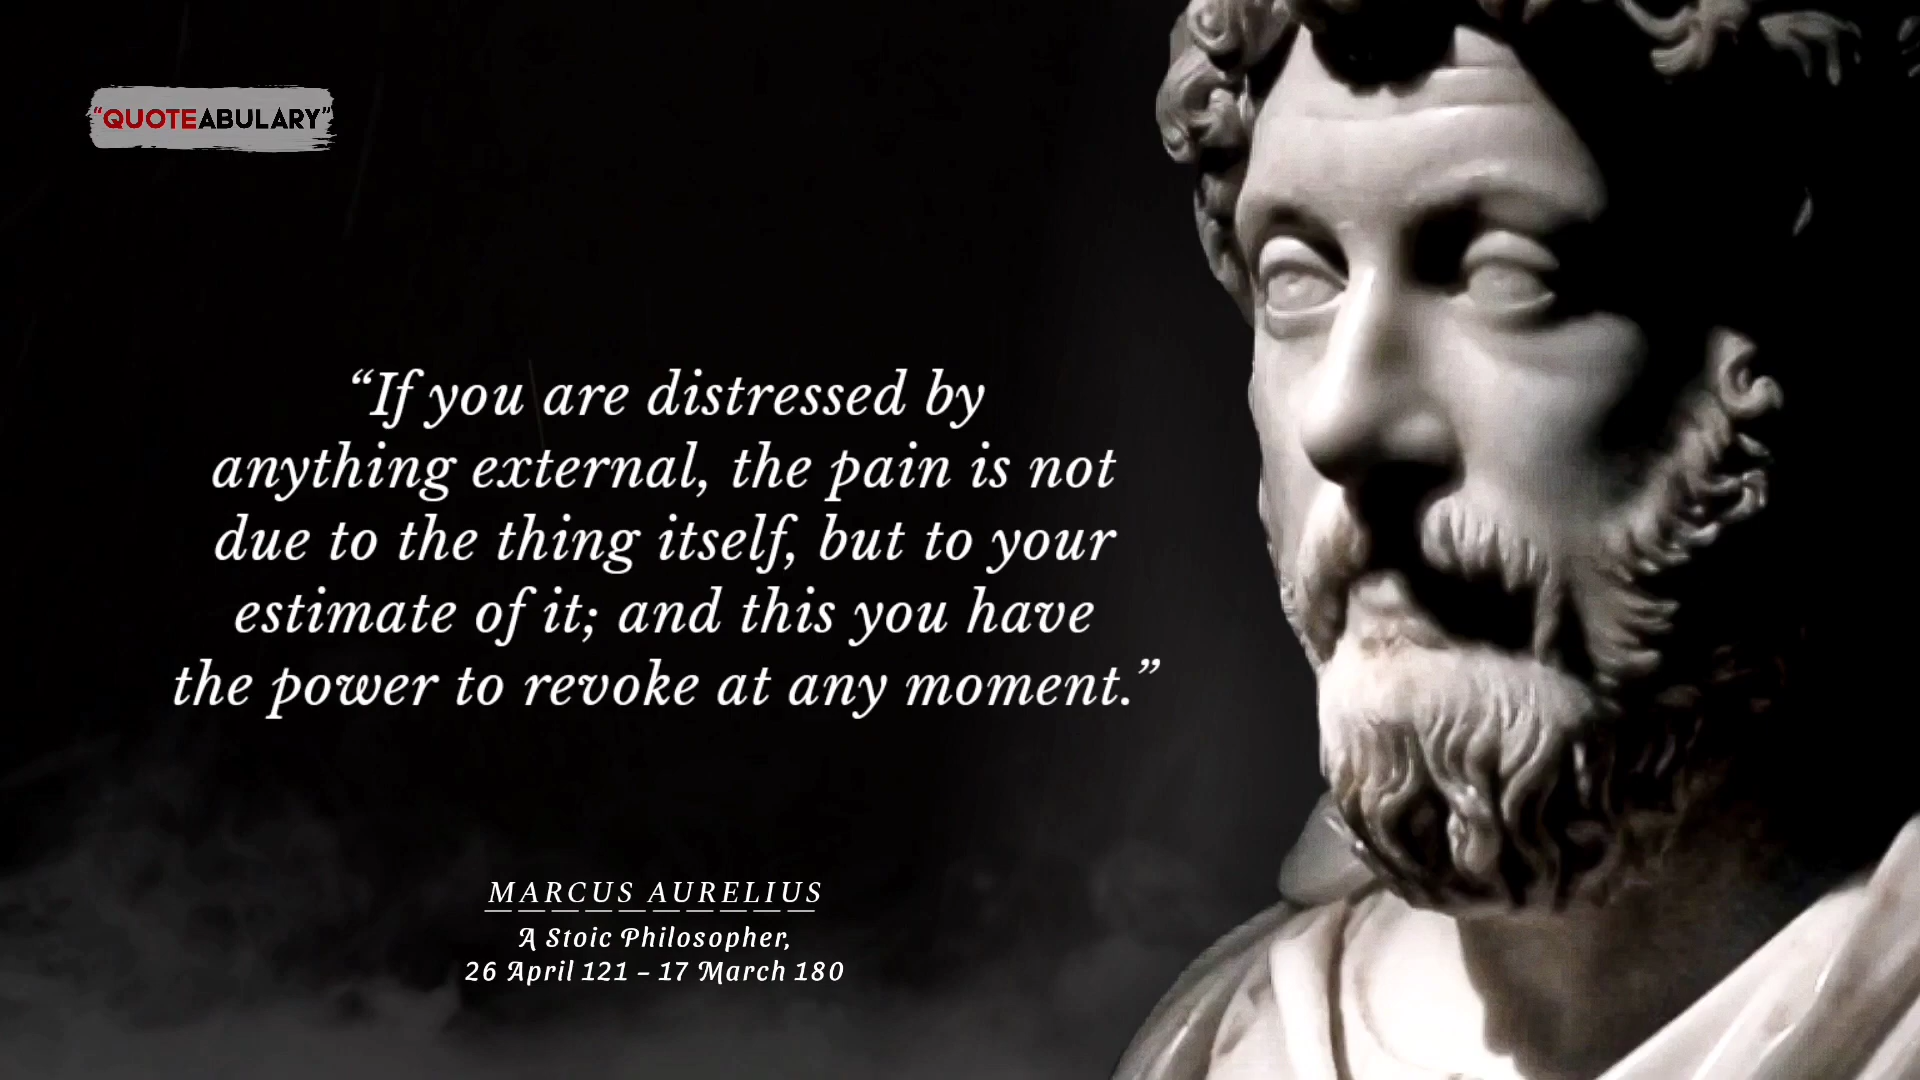 “QUOTEABULARY”
“If you are distressed by
anything external, the pain is not
due to the thing itself, but to your
estimate of it; and this you have
the power to revoke at any moment.”
MARCUS AURELIUS
A Stoic Philosopher,
26 April 121 – 17 March 180